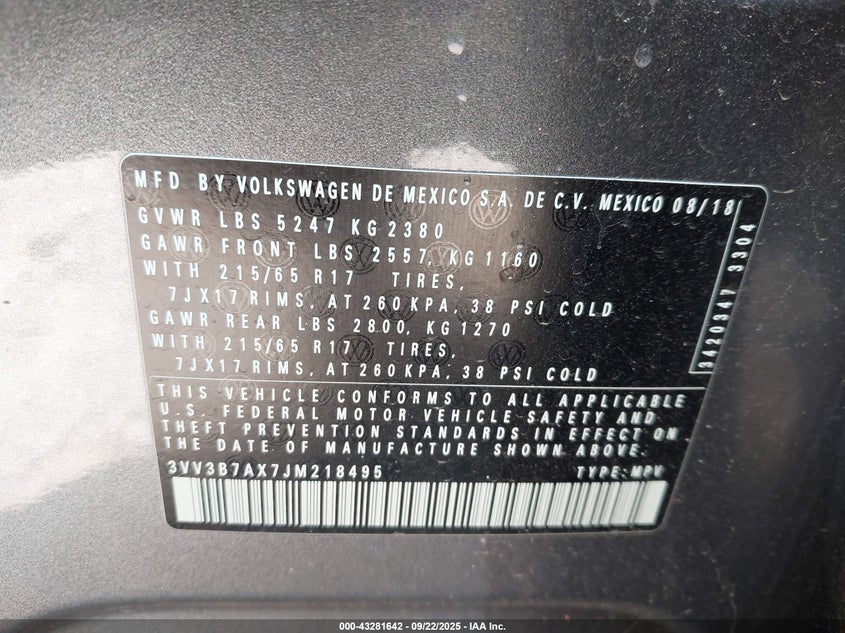 MFD BY VOLKSWAGEN DE MEXICO S.A. DE C.V. MEXICO 08/18
GVWR LBS 5247 KG 2380
GAWR FRONT LBS 2557, KG 1160
WITH 215/65 R17 TIRES,
7JX17 RIMS, AT 260 KPA, 38 PSI COLD
GAWR REAR LBS 2800, KG 1270
WITH 215/65 R17 TIRES,
7JX17 RIMS, AT 260 KPA, 38 PSI COLD
3420347 3304
THIS VEHICLE CONFORMS TO ALL APPLICABLE
U.S. FEDERAL MOTOR VEHICLE SAFETY AND
THEFT PREVENTION STANDARDS IN EFFECT ON
THE DATE OF MANUFACTURE SHOWN ABOVE.
3VV3B7AX7JM218495 TYPE: MPV
000-43281642 - 09/22/2025 - IAA Inc.